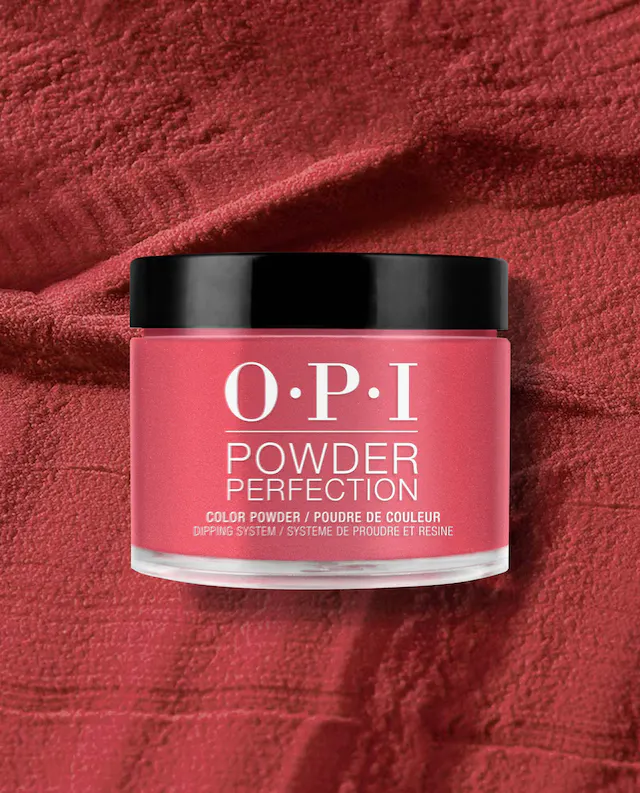 O·P·I
POWDER
PERFECTION
COLOR POWDER / POUDRE DE COULEUR
DIPPING SYSTEM / SYSTEME DE PROUDRE ET RESINE